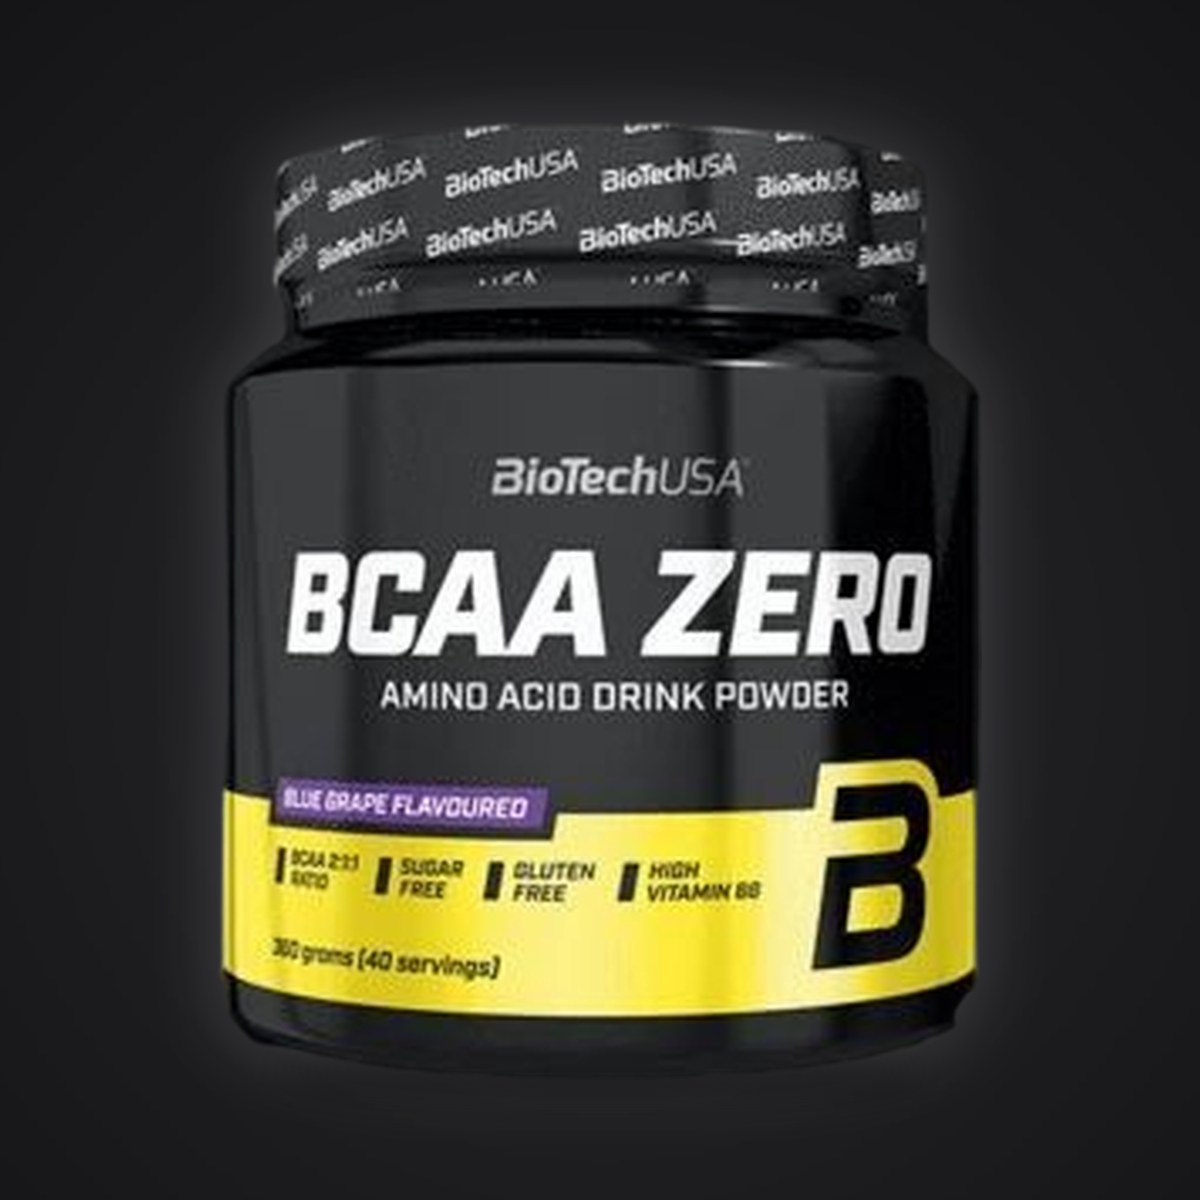 BioTechUSA BioTechUSA BioTechUSA BioTechUSA
BioTechUSA BioTechUSA BioTechUSA BioTechUSA
BioTechUSA
BCAA ZERO
AMINO ACID DRINK POWDER
BLUE GRAPE FLAVOURED
BCAA 2:1:1 RATIO
SUGAR FREE
GLUTEN FREE
HIGH VITAMIN B6
B
360 grams (40 servings)